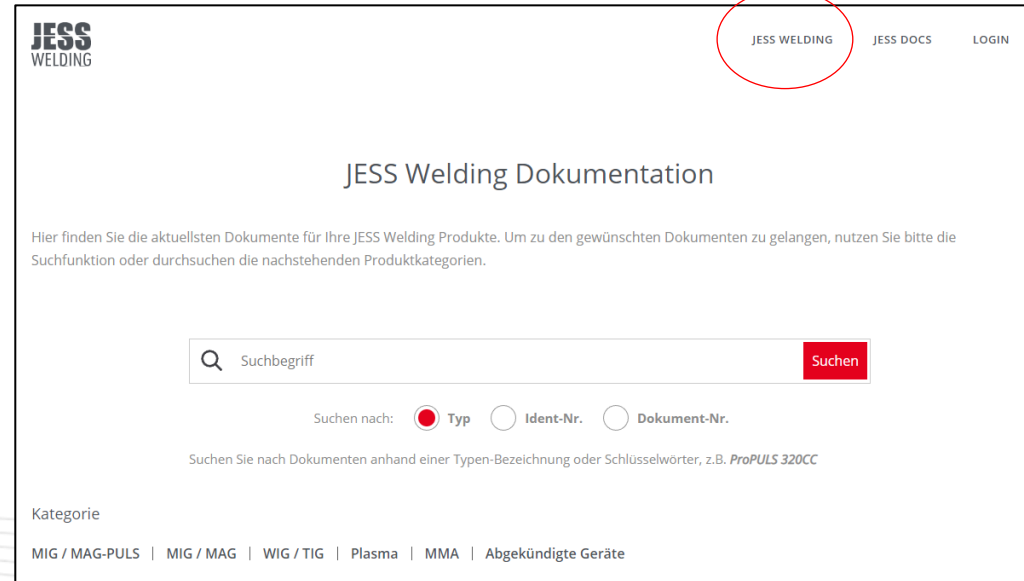 JESS
WELDING
JESS WELDING JESS DOCS LOGIN
JESS Welding Dokumentation
Hier finden Sie die aktuellsten Dokumente für Ihre JESS Welding Produkte. Um zu den gewünschten Dokumenten zu gelangen, nutzen Sie bitte die
Suchfunktion oder durchsuchen die nachstehenden Produktkategorien.
Suchbegriff Suchen
Suchen nach: Typ Ident-Nr. Dokument-Nr.
Suchen Sie nach Dokumenten anhand einer Typen-Bezeichnung oder Schlüsselwörter, z.B. ProPULS 320CC
Kategorie
MIG / MAG-PULS | MIG / MAG | WIG / TIG | Plasma | MMA | Abgekündigte Geräte